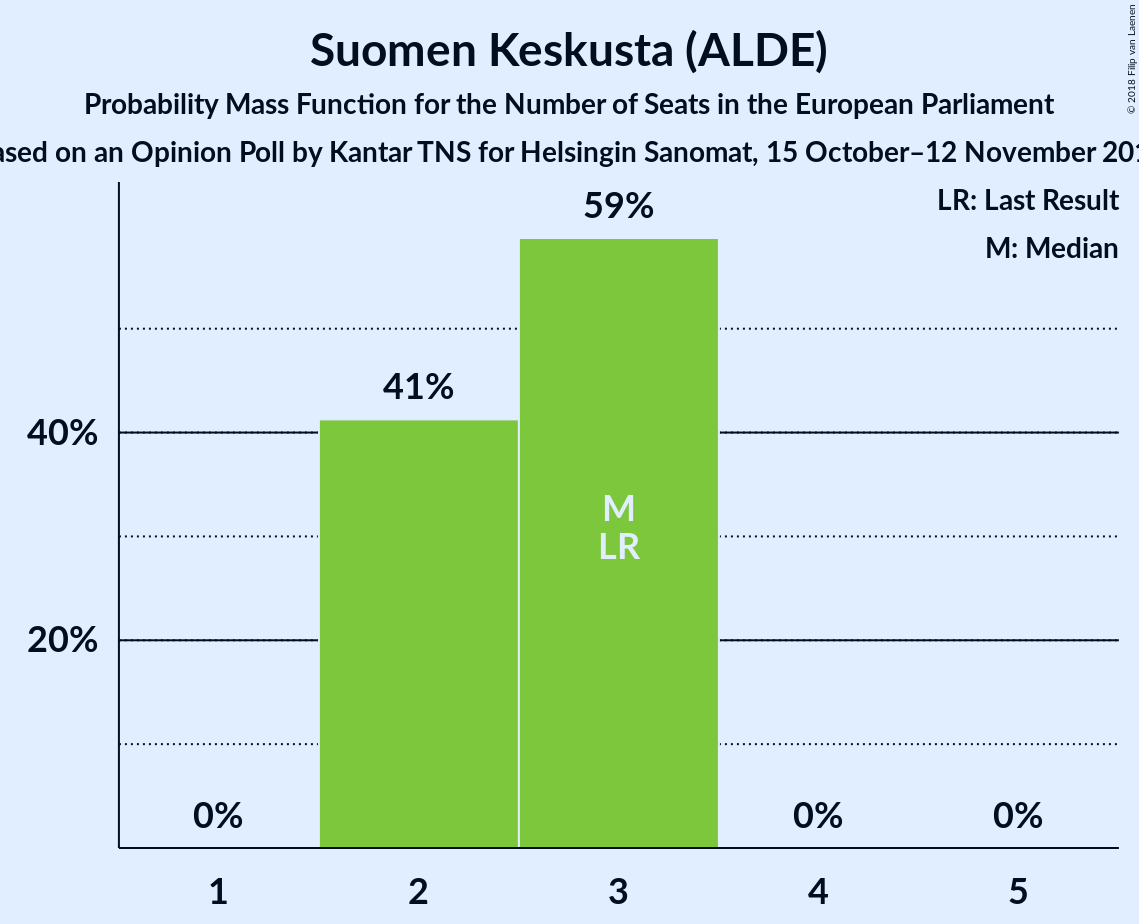 Suomen Keskusta (ALDE)
Probability Mass Function for the Number of Seats in the European Parliament
on an Opinion Poll by Kantar TNS for Helsingin Sanomat, 15 October–12 November
© 2018 Filip van Laenen
LR: Last Result
M: Median
59%
41%
40%
20%
M
LR
0%
0%
0%
1
2
3
4
5